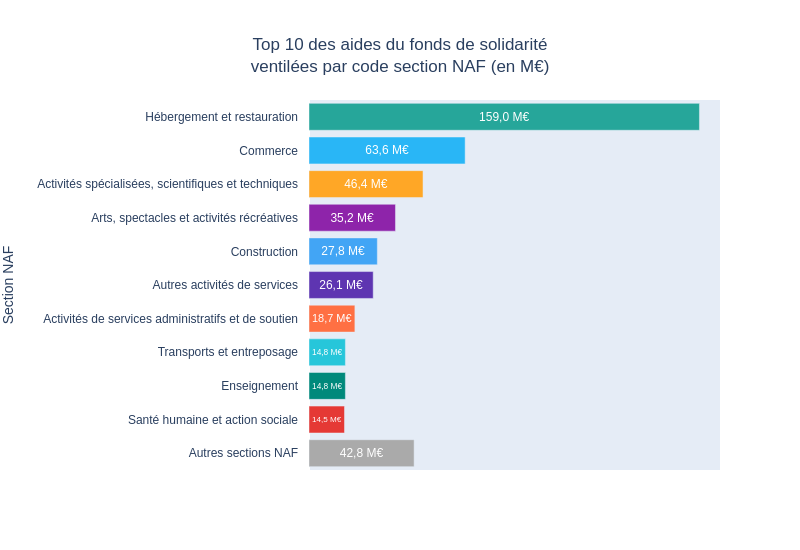 Top 10 des aides du fonds de solidarité
ventilées par code section NAF (en M€)
Section NAF
Hébergement et restauration 159,0 M€
Commerce 63,6 M€
Activités spécialisées, scientifiques et techniques 46,4 M€
Arts, spectacles et activités récréatives 35,2 M€
Construction 27,8 M€
Autres activités de services 26,1 M€
Activités de services administratifs et de soutien 18,7 M€
Transports et entreposage 14,8 M€
Enseignement 14,8 M€
Santé humaine et action sociale 14,5 M€
Autres sections NAF 42,8 M€